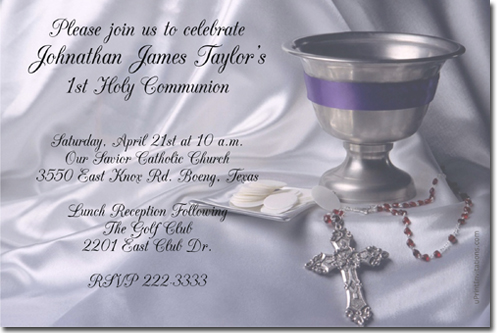 Please join us to celebrate
Johnathan James Taylor's
1st Holy Communion
Saturday, April 21st at 10 a.m.
Our Savior Catholic Church
3550 East Knox Rd. Boeng, Texas
Lunch Reception Following
The Golf Club
2201 East Club Dr.
RSVP 222-3333